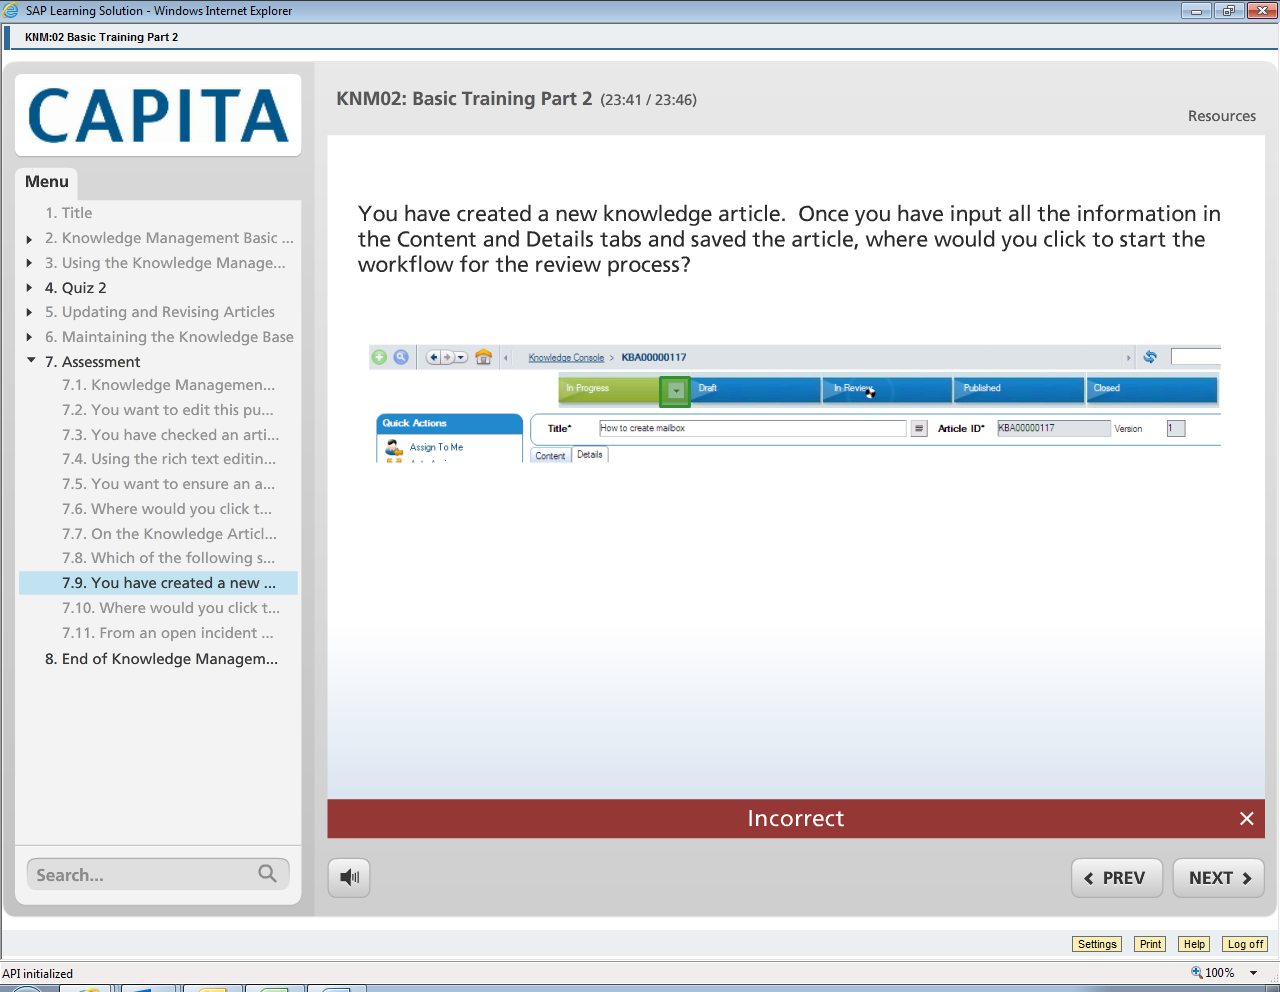 SAP Learning Solution - Windows Internet Explorer
KNM:02 Basic Training Part 2
CAPITA
KNM02: Basic Training Part 2 (23:41 / 23:46)
Resources
Menu
1. Title
2. Knowledge Management Basic ...
3. Using the Knowledge Manage...
4. Quiz 2
5. Updating and Revising Articles
6. Maintaining the Knowledge Base
7. Assessment
7.1. Knowledge Managemen...
7.2. You want to edit this pu...
7.3. You have checked an arti...
7.4. Using the rich text editin...
7.5. You want to ensure an a...
7.6. Where would you click t...
7.7. On the Knowledge Articl...
7.8. Which of the following s...
7.9. You have created a new ...
7.10. Where would you click t...
7.11. From an open incident ...
8. End of Knowledge Managem...
Search...
You have created a new knowledge article. Once you have input all the information in
the Content and Details tabs and saved the article, where would you click to start the
workflow for the review process?
Knowledge Console > KBA00000117
In Progress Draft In Review Published Closed
Quick Actions
Assign To Me
Title* How to create mailbox Article ID* KBA00000117 Version 1
Content Details
Incorrect
PREV NEXT
Settings Print Help Log off
API initialized
100%